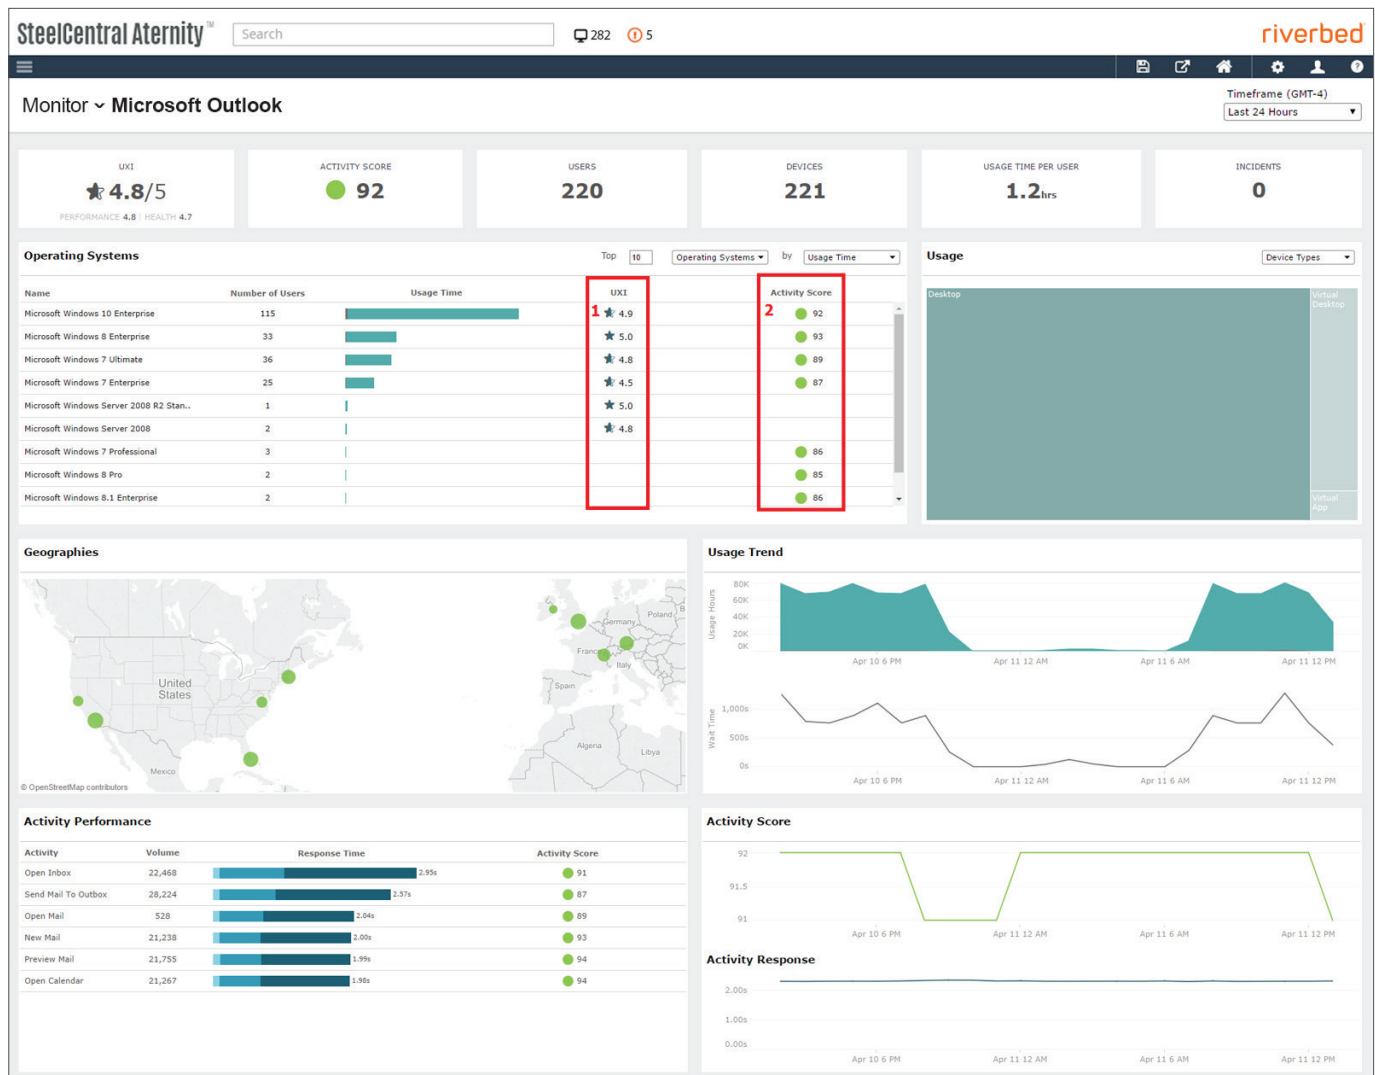 SteelCentral Aternity™ Search 282 5 riverbed
Monitor Microsoft Outlook
Timeframe (GMT-4)
Last 24 Hours
UXI ACTIVITY SCORE USERS DEVICES USAGE TIME PER USER INCIDENTS
4.8/5 92 220 221 1.2hrs 0
PERFORMANCE 4.8 | HEALTH 4.7
Operating Systems Top 10 Operating Systems by Usage Time
Name Number of Users Usage Time UXI Activity Score
Microsoft Windows 10 Enterprise 115 1 4.9 2 92
Microsoft Windows 8 Enterprise 33 5.0 93
Microsoft Windows 7 Ultimate 36 4.8 89
Microsoft Windows 7 Enterprise 25 4.5 87
Microsoft Windows Server 2008 R2 Stan.. 1 5.0
Microsoft Windows Server 2008 2 4.8
Microsoft Windows 7 Professional 3 86
Microsoft Windows 8 Pro 2 85
Microsoft Windows 8.1 Enterprise 2 86
Usage Device Types
Desktop Virtual
Desktop
Virtual
App
Geographies
United
States
Mexico
Poland
Germany
France
Italy
Spain
Algeria
Libya
© OpenStreetMap contributors
Usage Trend
Usage Hours
80K
60K
40K
20K
0K
Apr 10 6 PM Apr 11 12 AM Apr 11 6 AM Apr 11 12 PM
Wait Time
1,000s
500s
0s
Apr 10 6 PM Apr 11 12 AM Apr 11 6 AM Apr 11 12 PM
Activity Performance
Activity Volume Response Time Activity Score
Open Inbox 22,468 2.95s 91
Send Mail To Outbox 28,224 2.57s 87
Open Mail 528 2.04s 89
New Mail 21,238 2.00s 93
Preview Mail 21,755 1.99s 94
Open Calendar 21,267 1.98s 94
Activity Score
92
91.5
91
Apr 10 6 PM Apr 11 12 AM Apr 11 6 AM Apr 11 12 PM
Activity Response
2.00s
1.00s
0.00s
Apr 10 6 PM Apr 11 12 AM Apr 11 6 AM Apr 11 12 PM